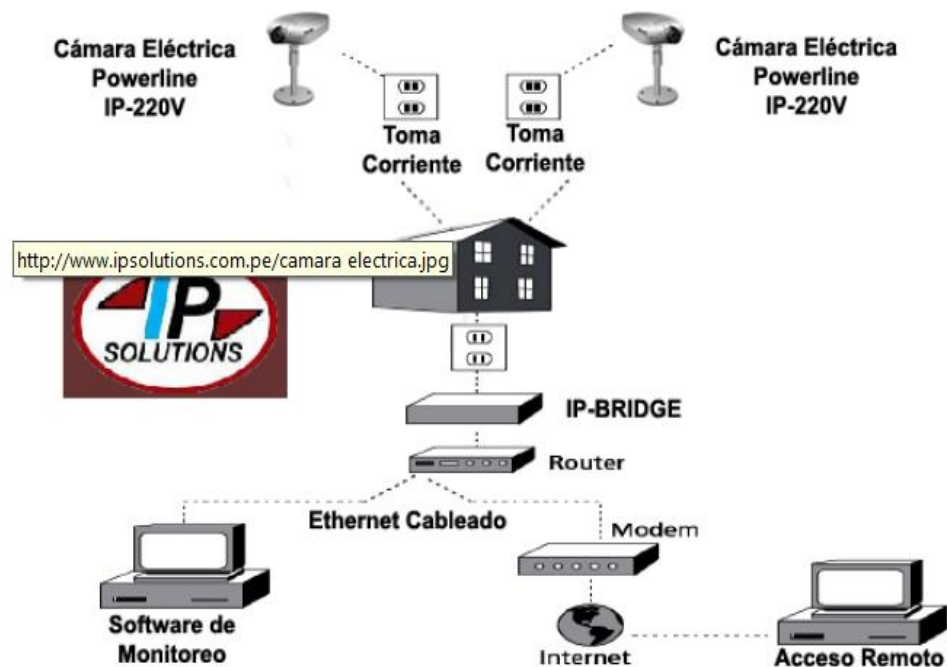 Cámara Eléctrica
Powerline
IP-220V
Cámara Eléctrica
Powerline
IP-220V
Toma
Corriente
Toma
Corriente
http://www.ipsolutions.com.pe/camara electrica.jpg
IP
SOLUTIONS
IP-BRIDGE
Router
Ethernet Cableado
Modem
Software de
Monitoreo
Internet
Acceso Remoto